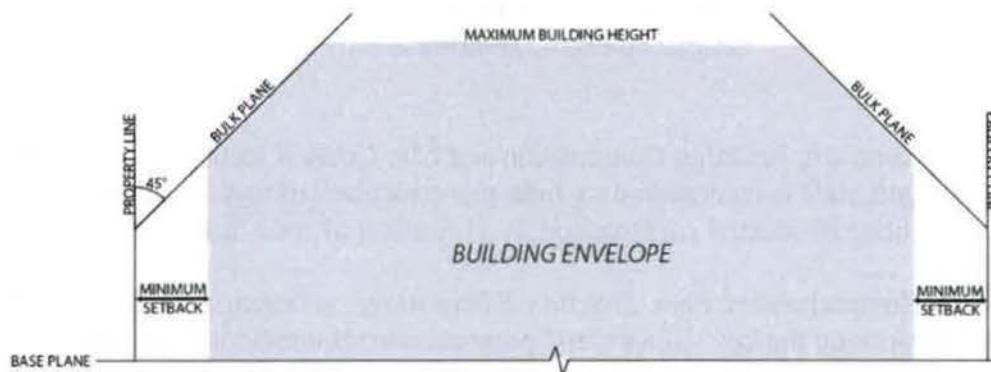 MAXIMUM BUILDING HEIGHT
BULK PLANE
BULK PLANE
PROPERTY LINE
45°
BUILDING ENVELOPE
MINIMUM
SETBACK
MINIMUM
SETBACK
BASE PLANE